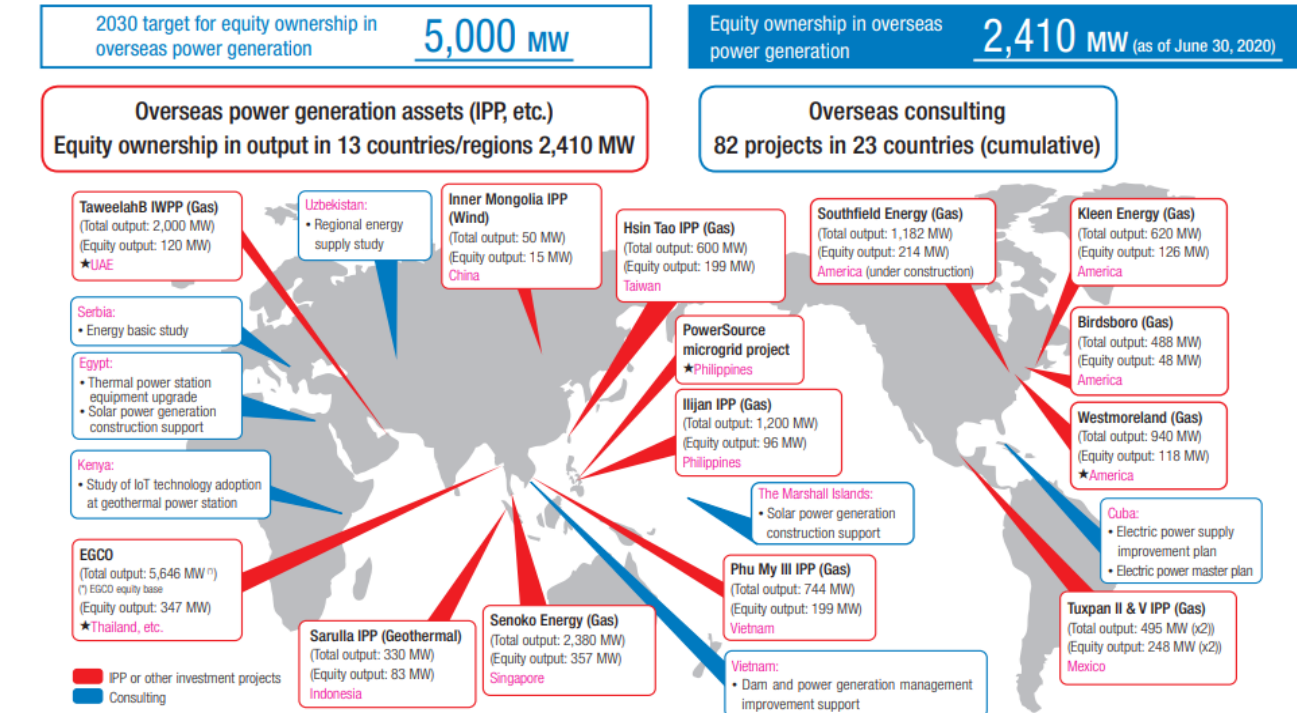 2030 target for equity ownership in
overseas power generation
5,000 MW
Equity ownership in overseas
power generation
2,410 MW (as of June 30, 2020)
Overseas power generation assets (IPP, etc.)
Equity ownership in output in 13 countries/regions 2,410 MW
Overseas consulting
82 projects in 23 countries (cumulative)
TaweelahB IWPP (Gas)
(Total output: 2,000 MW)
(Equity output: 120 MW)
★UAE
Uzbekistan:
• Regional energy
supply study
Inner Mongolia IPP
(Wind)
(Total output: 50 MW)
(Equity output: 15 MW)
China
Hsin Tao IPP (Gas)
(Total output: 600 MW)
(Equity output: 199 MW)
Taiwan
Southfield Energy (Gas)
(Total output: 1,182 MW)
(Equity output: 214 MW)
America (under construction)
Kleen Energy (Gas)
(Total output: 620 MW)
(Equity output: 126 MW)
America
Serbia:
• Energy basic study
PowerSource
microgrid project
★Philippines
Birdsboro (Gas)
(Total output: 488 MW)
(Equity output: 48 MW)
America
Egypt:
• Thermal power station
equipment upgrade
• Solar power generation
construction support
Ilijan IPP (Gas)
(Total output: 1,200 MW)
(Equity output: 96 MW)
Philippines
Westmoreland (Gas)
(Total output: 940 MW)
(Equity output: 118 MW)
★America
Kenya:
• Study of IoT technology adoption
at geothermal power station
The Marshall Islands:
• Solar power generation
construction support
Cuba:
• Electric power supply
improvement plan
• Electric power master plan
EGCO
(Total output: 5,646 MW (*))
(*) EGCO equity base
(Equity output: 347 MW)
★Thailand, etc.
Phu My III IPP (Gas)
(Total output: 744 MW)
(Equity output: 199 MW)
Vietnam
Tuxpan II & V IPP (Gas)
(Total output: 495 MW (x2))
(Equity output: 248 MW (x2))
Mexico
Sarulla IPP (Geothermal)
(Total output: 330 MW)
(Equity output: 83 MW)
Indonesia
Senoko Energy (Gas)
(Total output: 2,380 MW)
(Equity output: 357 MW)
Singapore
Vietnam:
• Dam and power generation management
improvement support
IPP or other investment projects
Consulting